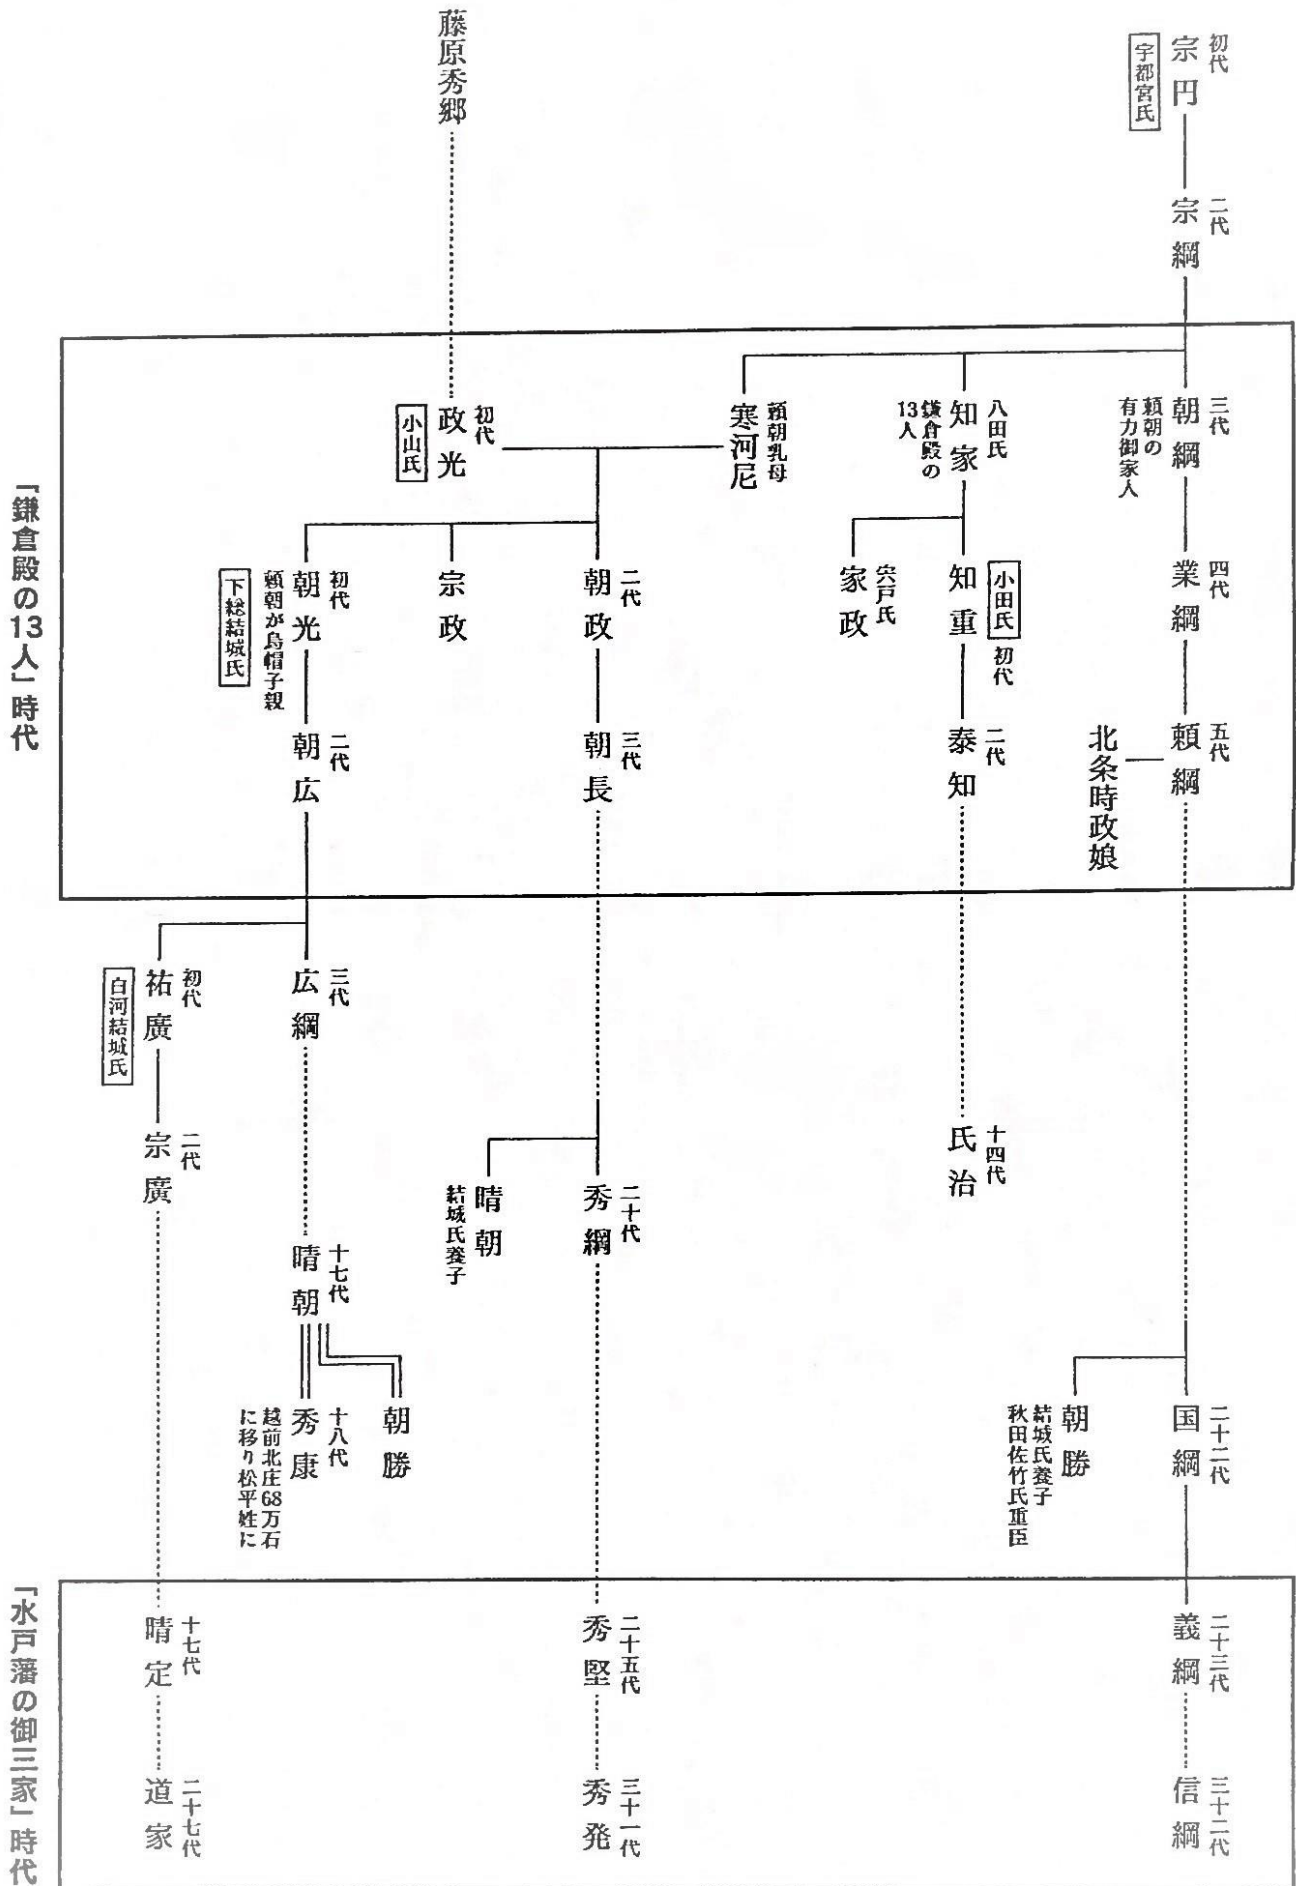 初代
宗円
宇都宮氏
二代
宗綱
藤原秀郷
「鎌倉殿の13人」時代
三代
朝綱
頼朝の
有力御家人
四代
業綱
五代
頼綱
北条時政娘
八田氏
知家
鎌倉殿の
13人
小田氏
初代
知重
宍戸氏
家政
二代
泰知
頼朝乳母
寒河尼
初代
政光
小山氏
二代
朝政
三代
朝長
宗政
初代
朝光
頼朝が烏帽子親
下総結城氏
二代
朝広
三代
広綱
初代
祐廣
白河結城氏
二代
宗廣
十四代
氏治
二十代
秀綱
晴朝
結城氏養子
十七代
晴朝
朝勝
十八代
秀康
越前北庄68万石
に移り松平姓に
二十二代
国綱
朝勝
結城氏養子
秋田佐竹氏重臣
「水戸藩の御三家」時代
二十三代
義綱
三十二代
信綱
二十五代
秀堅
三十一代
秀発
十七代
晴定
二十七代
道家